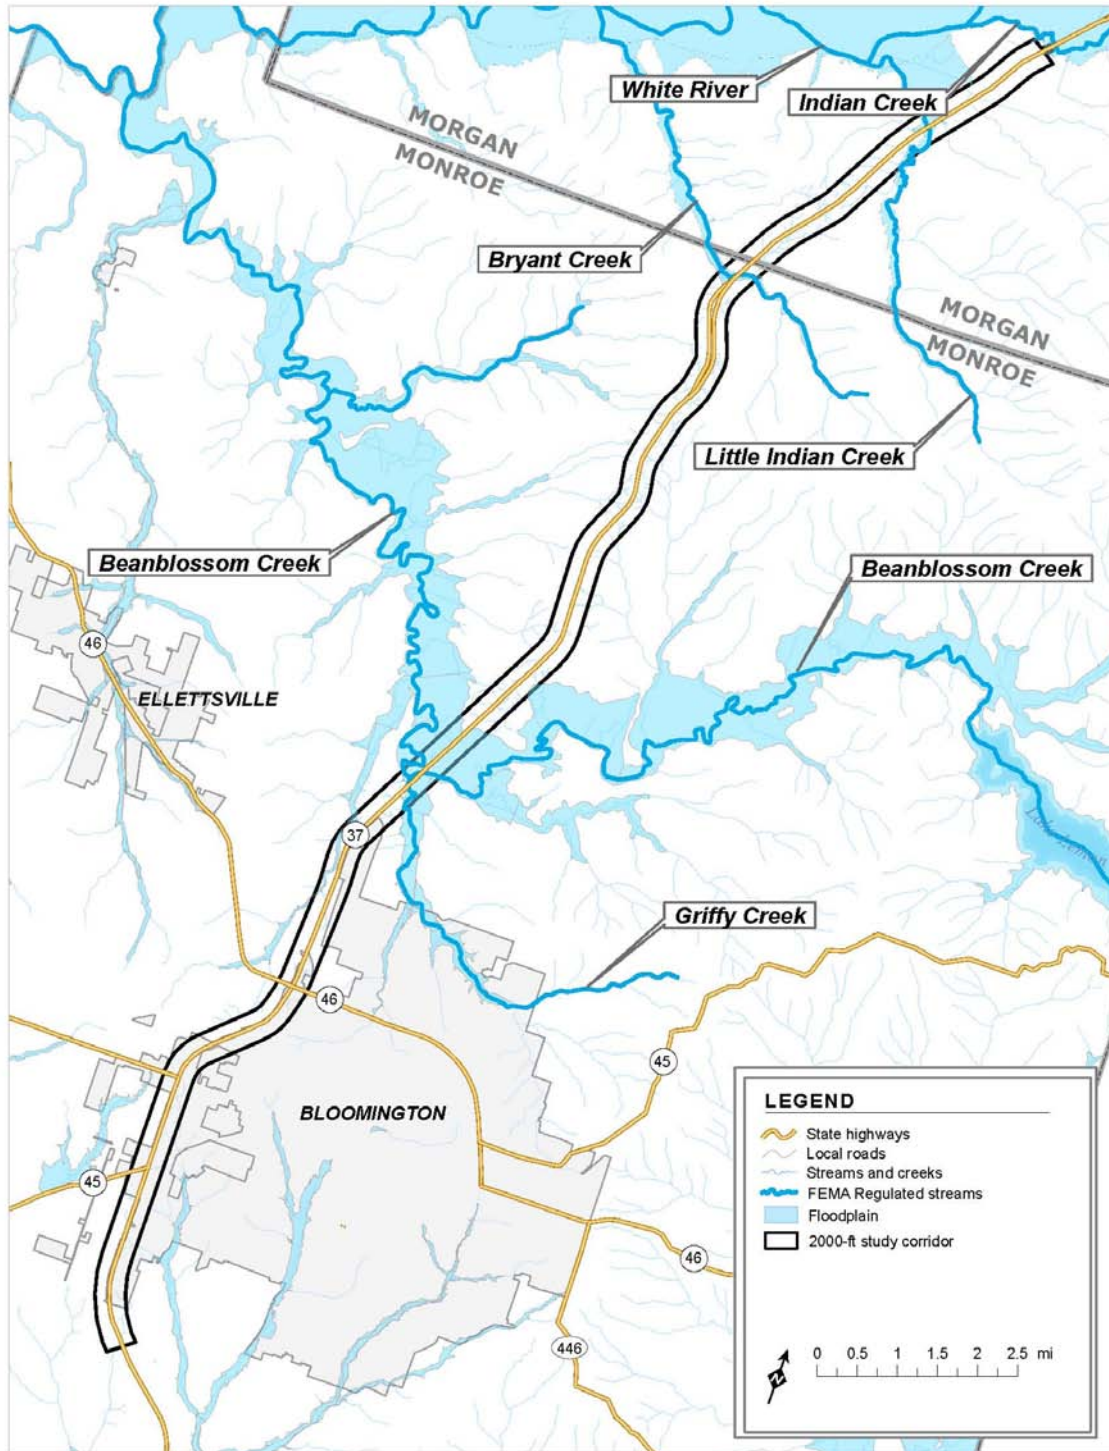 White River
Indian Creek
MORGAN
MONROE
Bryant Creek
MORGAN
MONROE
Little Indian Creek
Beanblossom Creek
Beanblossom Creek
46
ELLETTSVILLE
37
Lake Lemon
Griffy Creek
46
45
BLOOMINGTON
45
46
446
LEGEND
State highways
Local roads
Streams and creeks
FEMA Regulated streams
Floodplain
2000-ft study corridor
N
0 0.5 1 1.5 2 2.5 mi